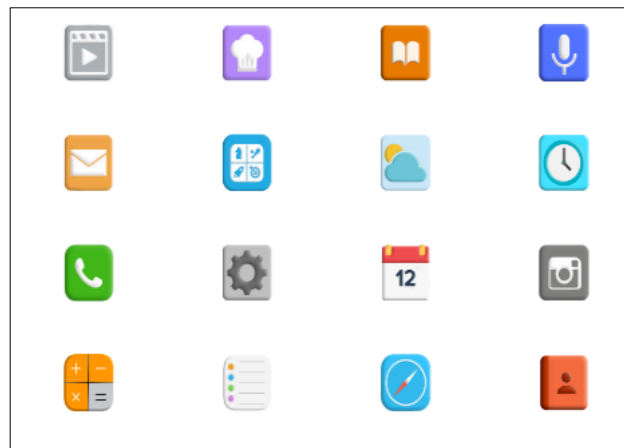 12
+ −
× =